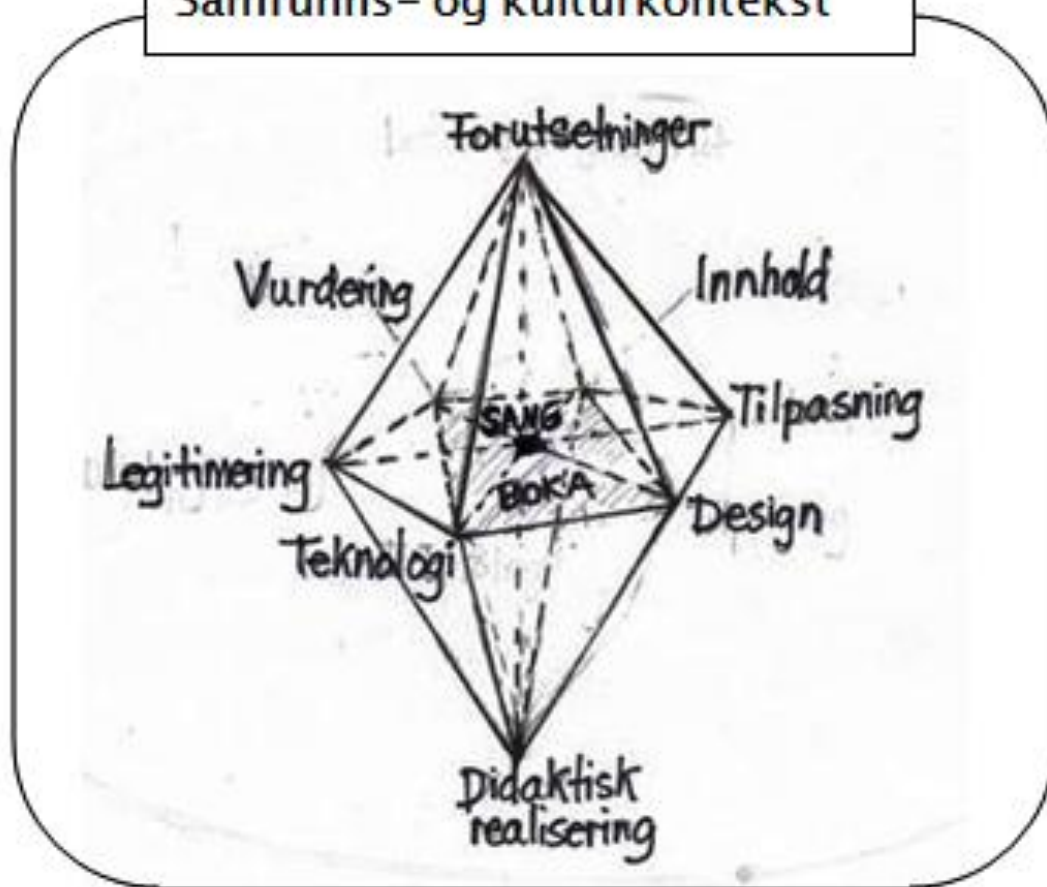 Samfunns- og kulturkontekst
Forutsetninger
Vurdering
Innhold
Tilpasning
SANG
BOKA
Legitimering
Design
Teknologi
Didaktisk
realisering